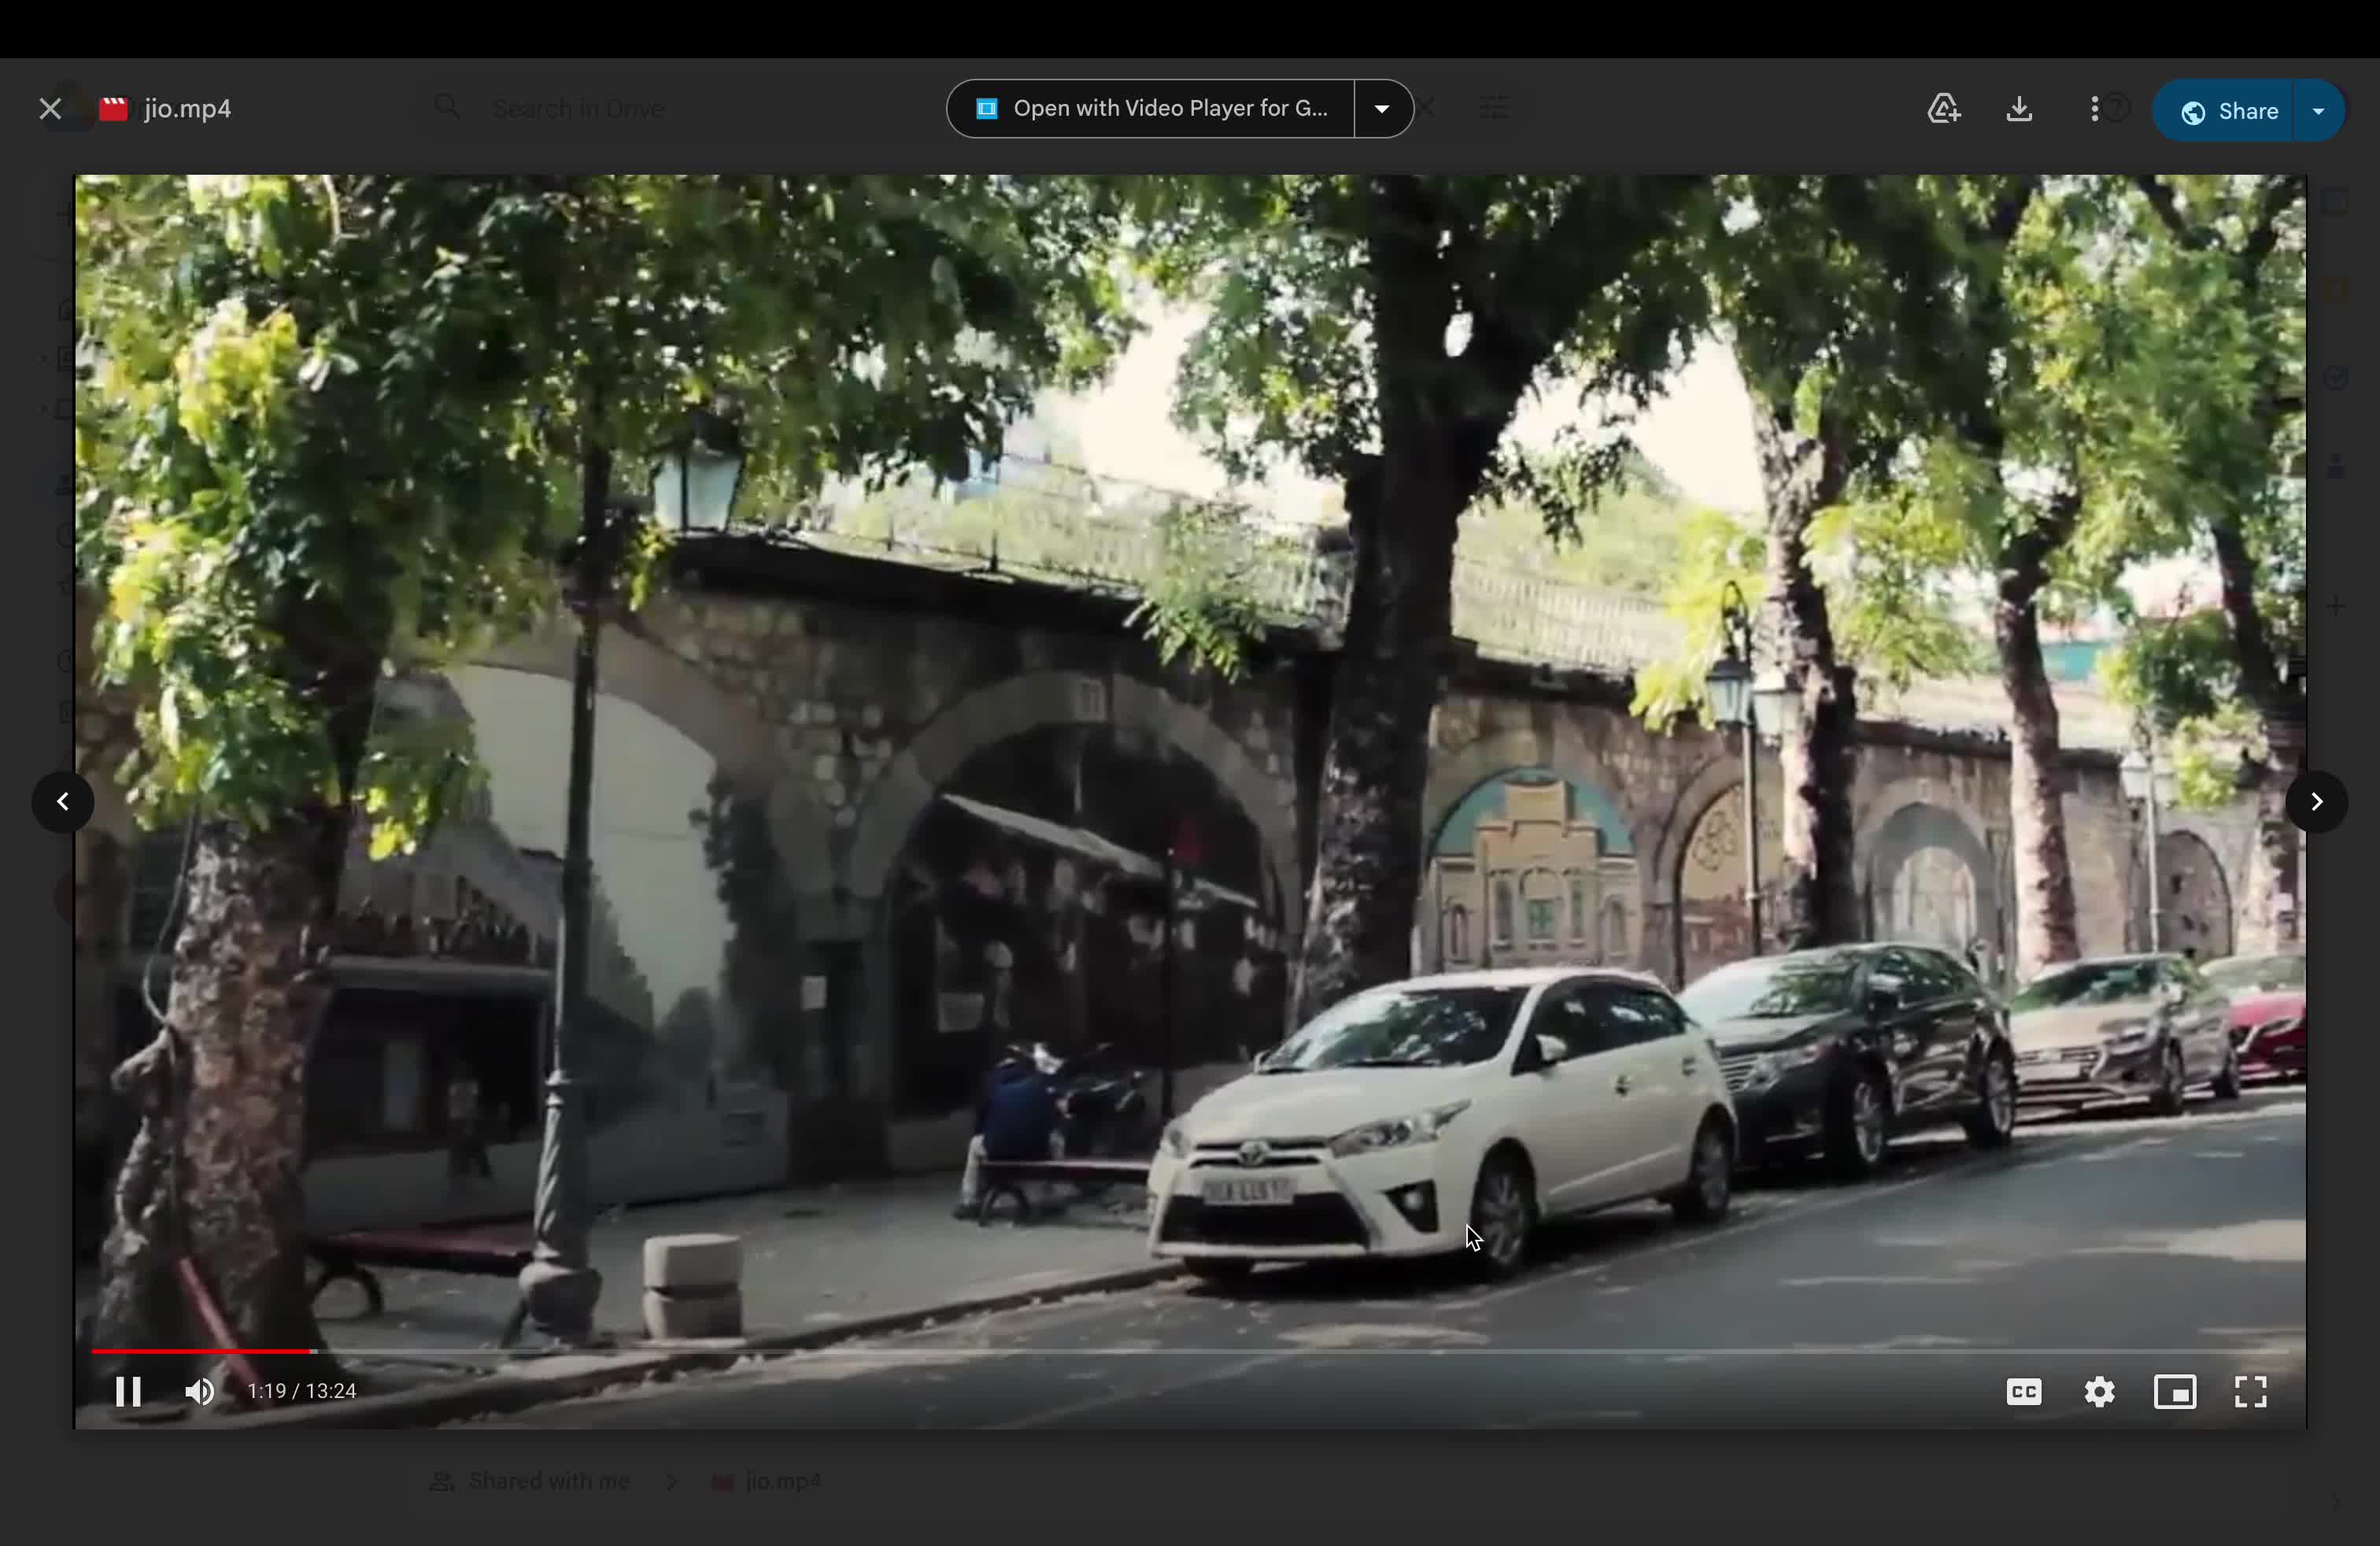 jio.mp4
Search in Drive
Open with Video Player for G...
Share
1:19 / 13:24
CC
Shared with me
jio.mp4